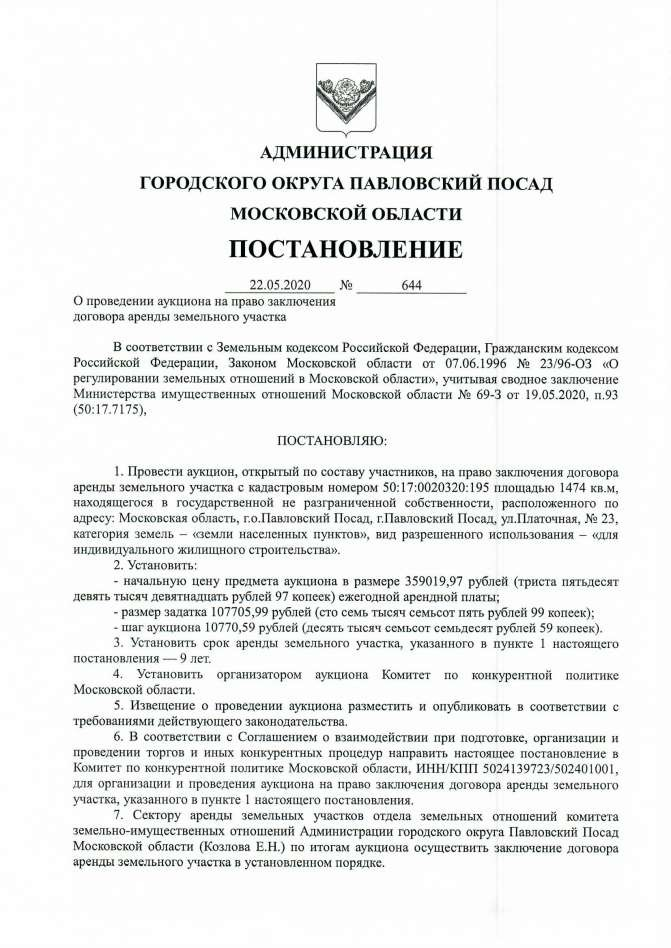 АДМИНИСТРАЦИЯ
ГОРОДСКОГО ОКРУГА ПАВЛОВСКИЙ ПОСАД
МОСКОВСКОЙ ОБЛАСТИ
ПОСТАНОВЛЕНИЕ
22.05.2020 № 644
О проведении аукциона на право заключения
договора аренды земельного участка
В соответствии с Земельным кодексом Российской Федерации, Гражданским кодексом
Российской Федерации, Законом Московской области от 07.06.1996 № 23/96-ОЗ «О
регулировании земельных отношений в Московской области», учитывая сводное заключение
Министерства имущественных отношений Московской области № 69-З от 19.05.2020, п.93
(50:17.7175),
ПОСТАНОВЛЯЮ:
1. Провести аукцион, открытый по составу участников, на право заключения договора
аренды земельного участка с кадастровым номером 50:17:0020320:195 площадью 1474 кв.м,
находящегося в государственной не разграниченной собственности, расположенного по
адресу: Московская область, г.о.Павловский Посад, г.Павловский Посад, ул.Платочная, № 23,
категория земель – «земли населенных пунктов», вид разрешенного использования – «для
индивидуального жилищного строительства».
2. Установить:
- начальную цену предмета аукциона в размере 359019,97 рублей (триста пятьдесят
девять тысяч девятнадцать рублей 97 копеек) ежегодной арендной платы;
- размер задатка 107705,99 рублей (сто семь тысяч семьсот пять рублей 99 копеек);
- шаг аукциона 10770,59 рублей (десять тысяч семьсот семьдесят рублей 59 копеек).
3. Установить срок аренды земельного участка, указанного в пункте 1 настоящего
постановления — 9 лет.
4. Установить организатором аукциона Комитет по конкурентной политике
Московской области.
5. Извещение о проведении аукциона разместить и опубликовать в соответствии с
требованиями действующего законодательства.
6. В соответствии с Соглашением о взаимодействии при подготовке, организации и
проведении торгов и иных конкурентных процедур направить настоящее постановление в
Комитет по конкурентной политике Московской области, ИНН/КПП 5024139723/502401001,
для организации и проведения аукциона на право заключения договора аренды земельного
участка, указанного в пункте 1 настоящего постановления.
7. Сектору аренды земельных участков отдела земельных отношений комитета
земельно-имущественных отношений Администрации городского округа Павловский Посад
Московской области (Козлова Е.Н.) по итогам аукциона осуществить заключение договора
аренды земельного участка в установленном порядке.